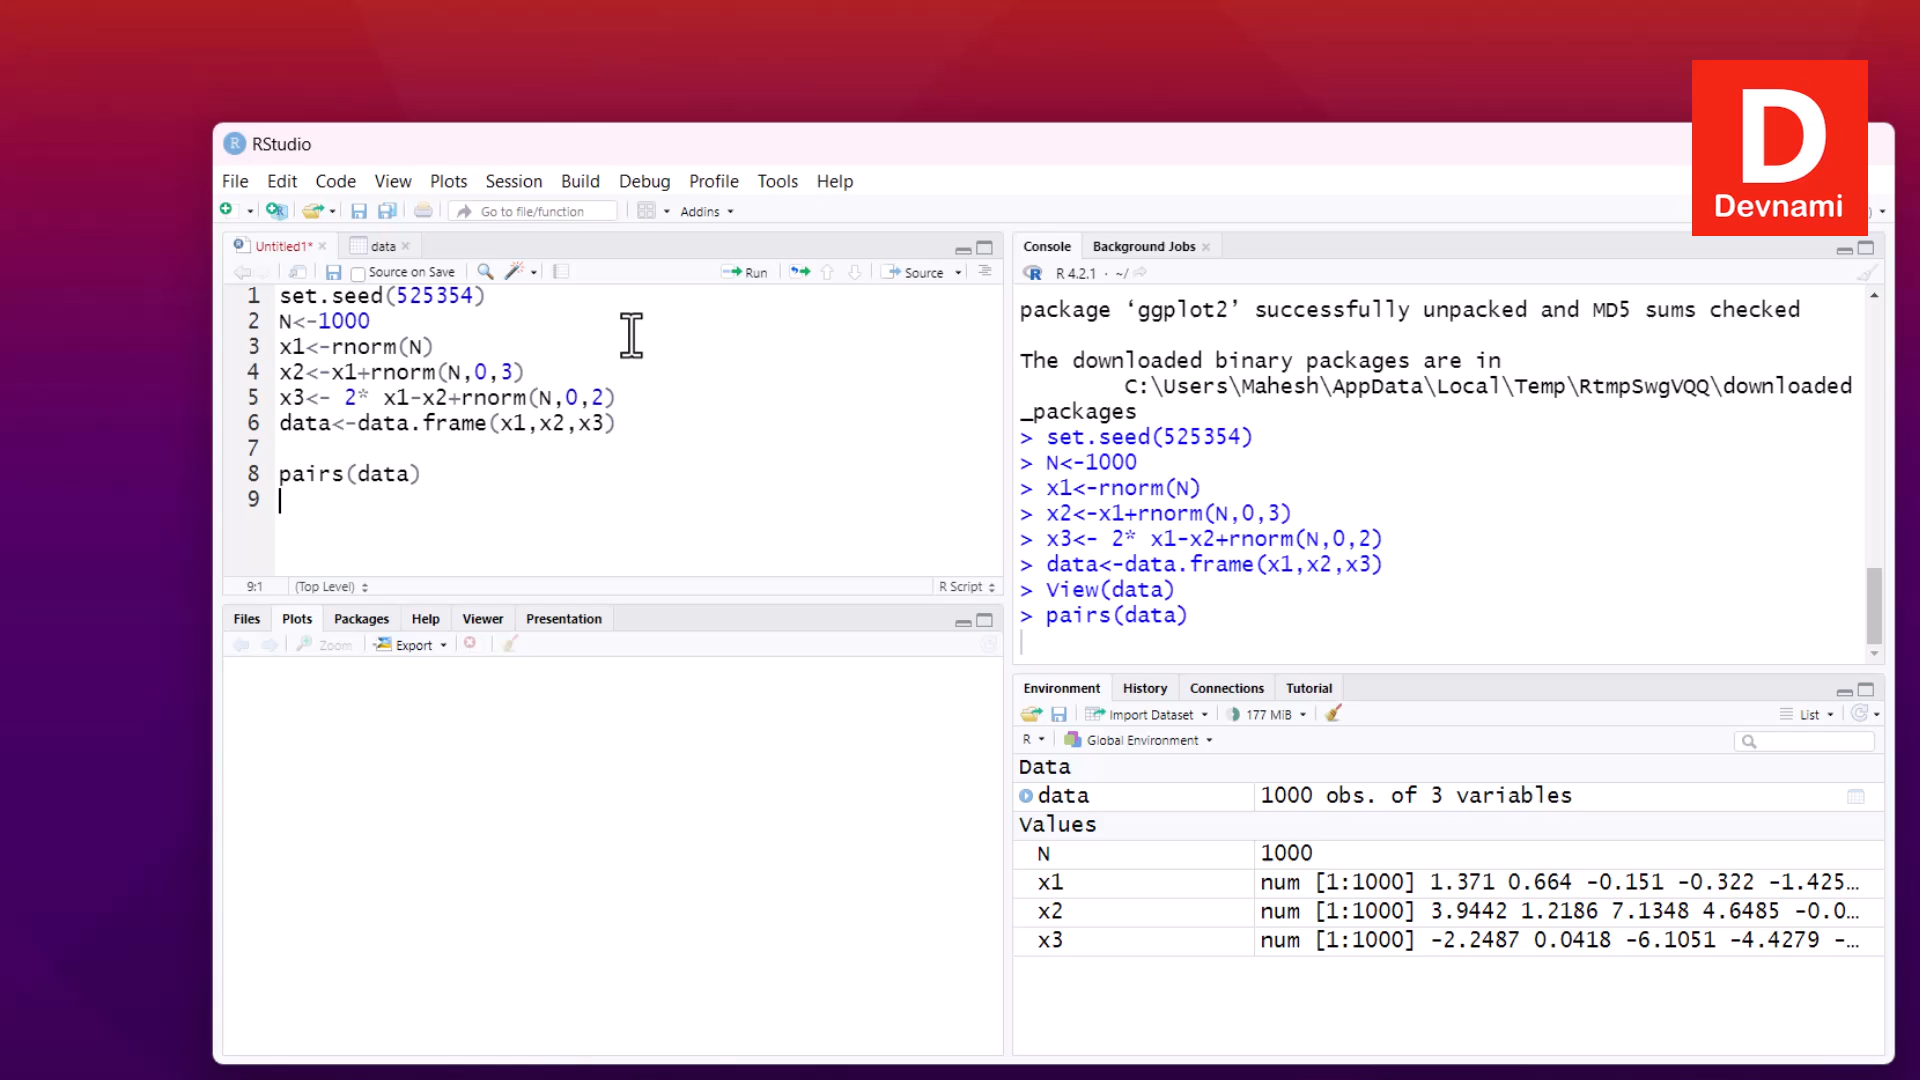 D
Devnami
R RStudio
File Edit Code View Plots Session Build Debug Profile Tools Help
Go to file/function Addins
Untitled1* data
Source on Save Run Source
1 set.seed(525354)
2 N<-1000
3 x1<-rnorm(N)
4 x2<-x1+rnorm(N,0,3)
5 x3<- 2* x1-x2+rnorm(N,0,2)
6 data<-data.frame(x1,x2,x3)
7
8 pairs(data)
9
9:1 (Top Level) R Script
Files Plots Packages Help Viewer Presentation
Zoom Export
Console Background Jobs
R 4.2.1 · ~/
package ‘ggplot2’ successfully unpacked and MD5 sums checked
The downloaded binary packages are in
C:\Users\Mahesh\AppData\Local\Temp\RtmpSwgVQQ\downloaded
_packages
> set.seed(525354)
> N<-1000
> x1<-rnorm(N)
> x2<-x1+rnorm(N,0,3)
> x3<- 2* x1-x2+rnorm(N,0,2)
> data<-data.frame(x1,x2,x3)
> View(data)
> pairs(data)
Environment History Connections Tutorial
Import Dataset 177 MiB List
R Global Environment
Data
data 1000 obs. of 3 variables
Values
N 1000
x1 num [1:1000] 1.371 0.664 -0.151 -0.322 -1.425…
x2 num [1:1000] 3.9442 1.2186 7.1348 4.6485 -0.0…
x3 num [1:1000] -2.2487 0.0418 -6.1051 -4.4279 -…